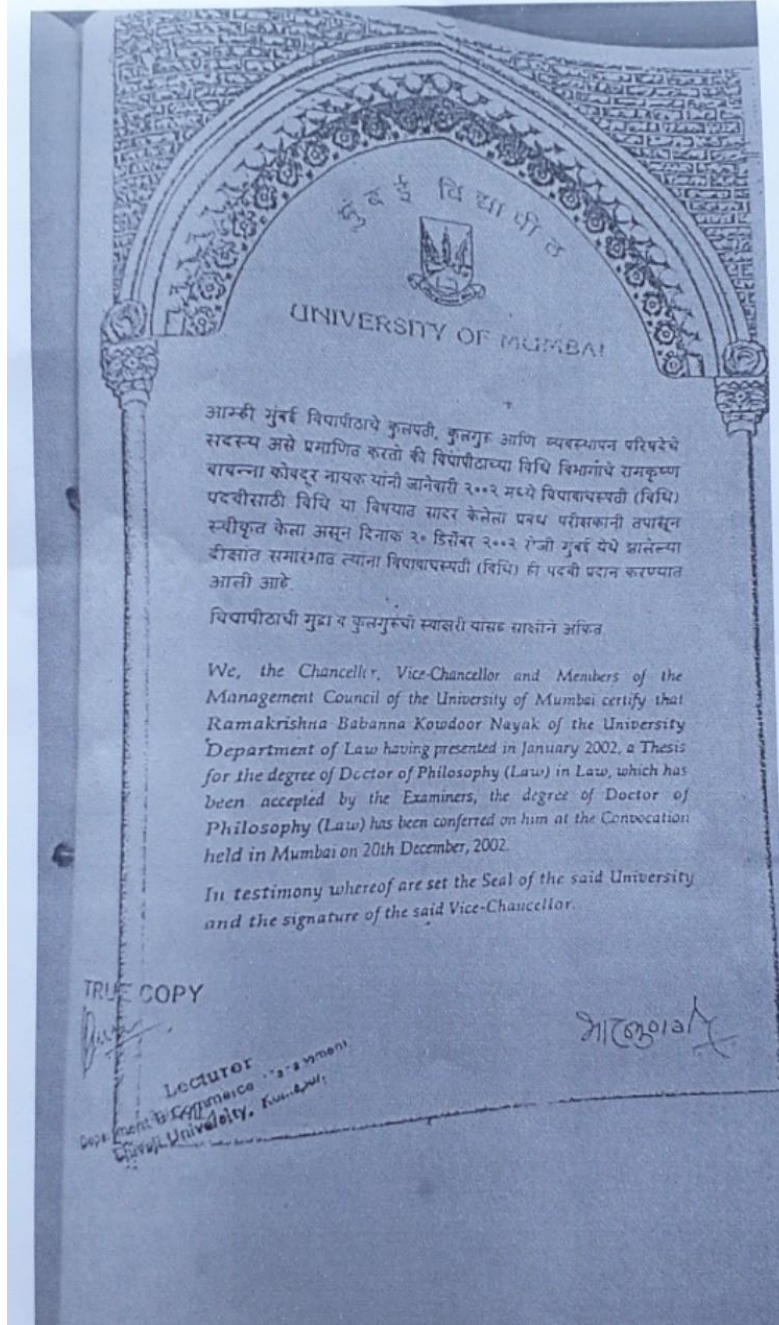 मुंबई विद्यापीठ
UNIVERSITY OF MUMBAI
आम्ही मुंबई विद्यापीठाचे कुलपती, कुलगुरू आणि व्यवस्थापन परिषदेचे
सदस्य असे प्रमाणित करतो की विद्यापीठाच्या विधि विभागाचे रामकृष्ण
बाबन्ना कोवदूर नायक यांनी जानेवारी २००२ मध्ये विद्यावाचस्पती (विधि)
पदवीसाठी विधि या विषयात सादर केलेला प्रबंध परीक्षकांनी तपासून
स्वीकृत केला असून दिनांक २० डिसेंबर २००२ रोजी मुंबई येथे झालेल्या
दीक्षांत समारंभात त्यांना विद्यावाचस्पती (विधि) ही पदवी प्रदान करण्यात
आली आहे.
विद्यापीठाची मुद्रा व कुलगुरूंची स्वाक्षरी यांसह साक्षीने अंकित.
We, the Chancellor, Vice-Chancellor and Members of the
Management Council of the University of Mumbai certify that
Ramakrishna Babanna Kowdoor Nayak of the University
Department of Law having presented in January 2002, a Thesis
for the degree of Doctor of Philosophy (Law) in Law, which has
been accepted by the Examiners, the degree of Doctor of
Philosophy (Law) has been conferred on him at the Convocation
held in Mumbai on 20th December, 2002.
In testimony whereof are set the Seal of the said University
and the signature of the said Vice-Chancellor.
TRUE COPY
Lecturer
Department Commerce
University,